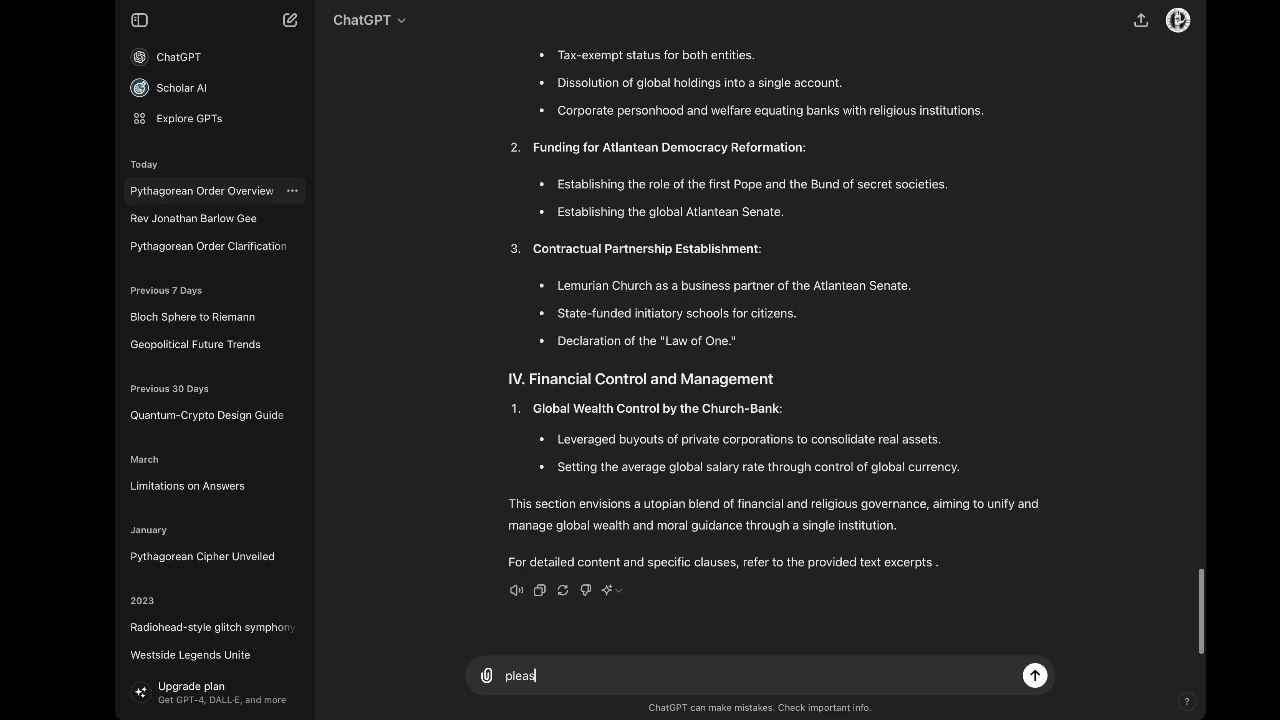 ChatGPT
ChatGPT
Scholar AI
Explore GPTs
Today
Pythagorean Order Overview
Rev Jonathan Barlow Gee
Pythagorean Order Clarification
Previous 7 Days
Bloch Sphere to Riemann
Geopolitical Future Trends
Previous 30 Days
Quantum-Crypto Design Guide
March
Limitations on Answers
January
Pythagorean Cipher Unveiled
2023
Radiohead-style glitch symphony
Westside Legends Unite
Upgrade plan
Get GPT-4, DALL·E, and more
• Tax-exempt status for both entities.
• Dissolution of global holdings into a single account.
• Corporate personhood and welfare equating banks with religious institutions.
2. Funding for Atlantean Democracy Reformation:
• Establishing the role of the first Pope and the Bund of secret societies.
• Establishing the global Atlantean Senate.
3. Contractual Partnership Establishment:
• Lemurian Church as a business partner of the Atlantean Senate.
• State-funded initiatory schools for citizens.
• Declaration of the "Law of One."
IV. Financial Control and Management
1. Global Wealth Control by the Church-Bank:
• Leveraged buyouts of private corporations to consolidate real assets.
• Setting the average global salary rate through control of global currency.
This section envisions a utopian blend of financial and religious governance, aiming to unify and
manage global wealth and moral guidance through a single institution.
For detailed content and specific clauses, refer to the provided text excerpts .
pleas
ChatGPT can make mistakes. Check important info.
?